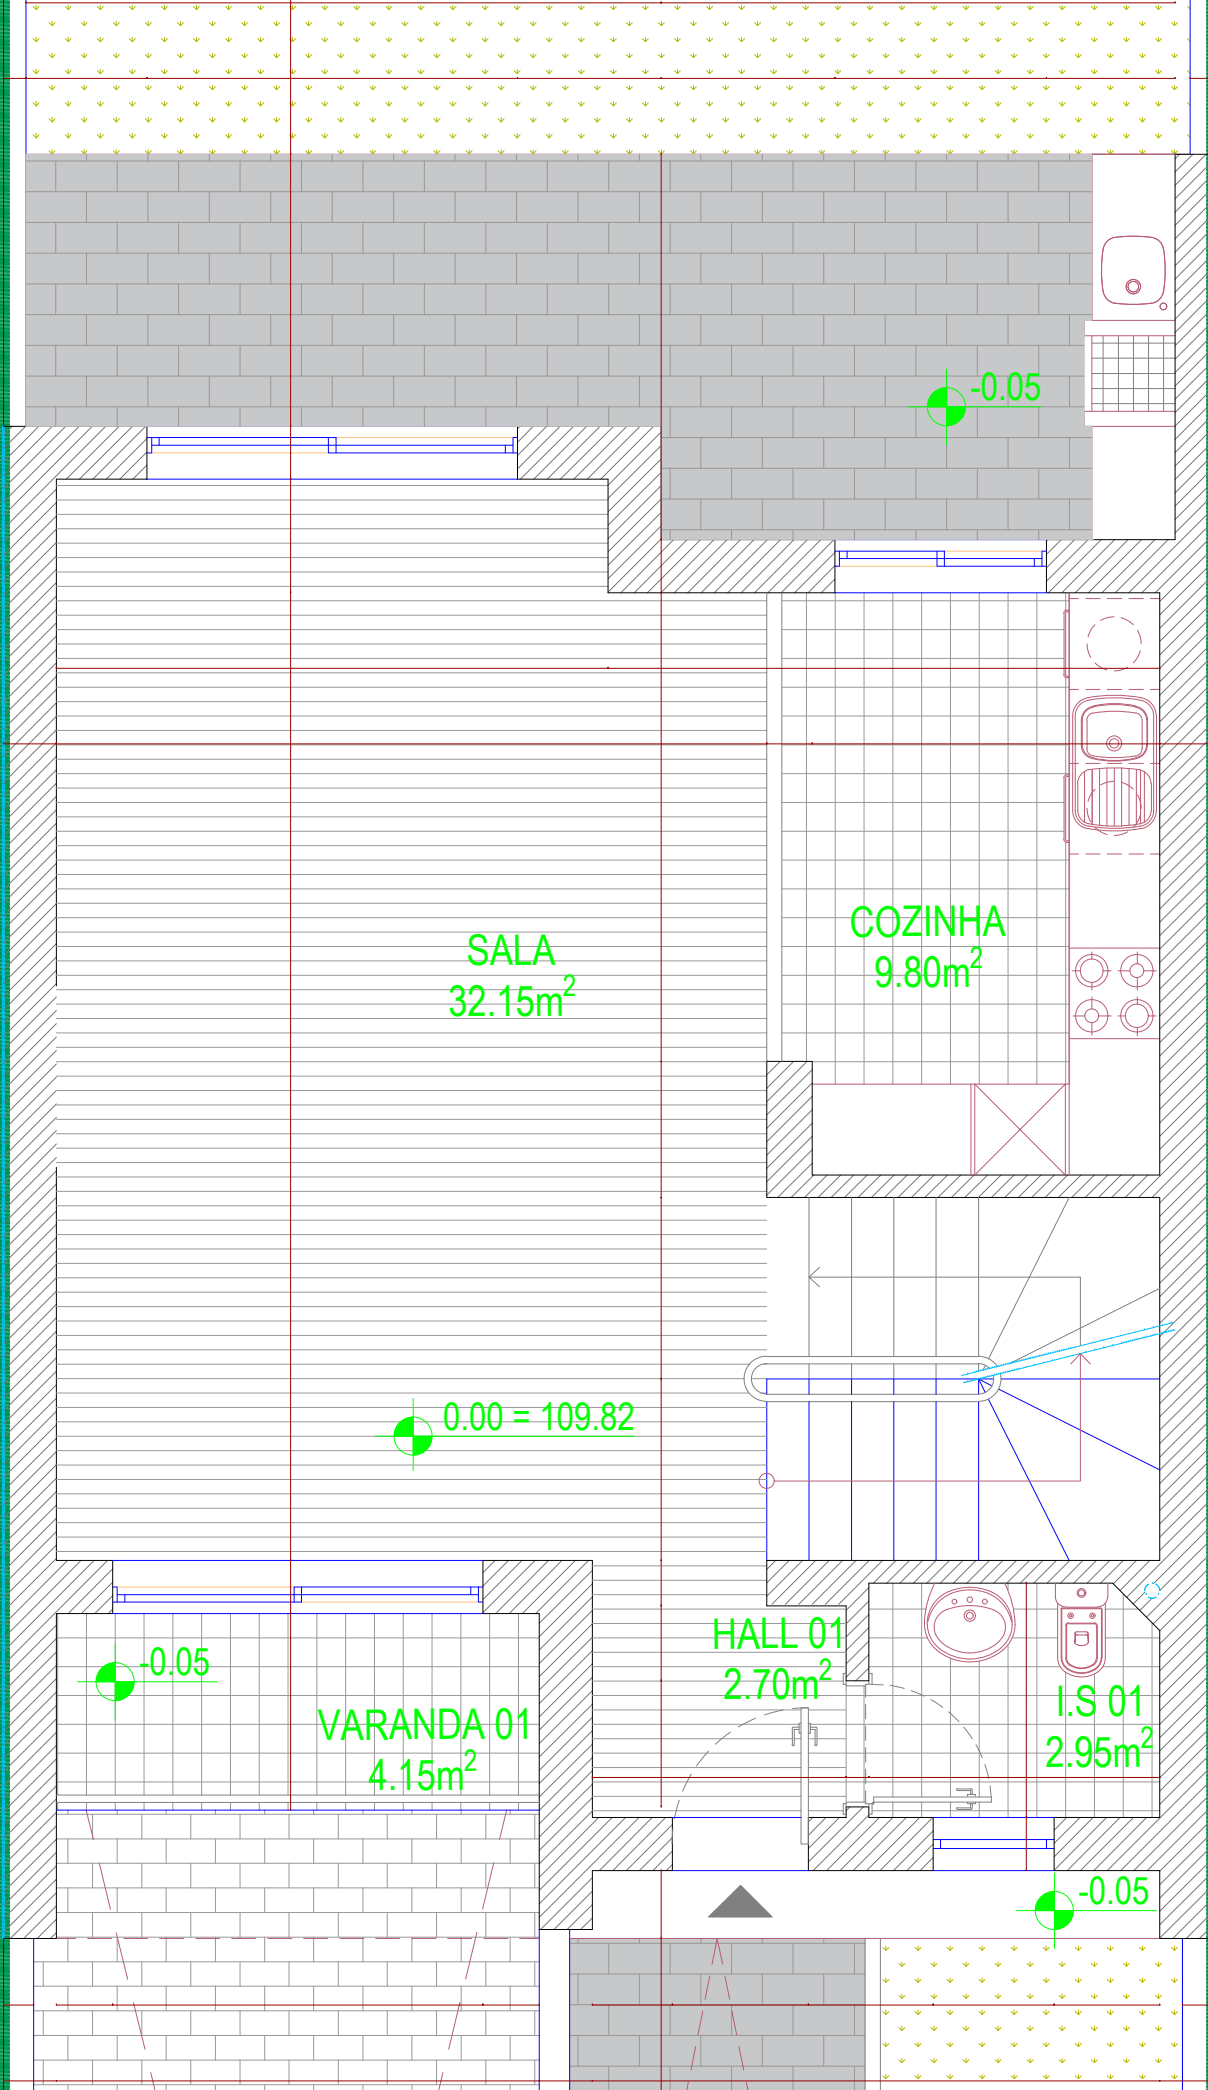 -0.05
COZINHA
9.80m²
SALA
32.15m²
0.00 = 109.82
HALL 01
2.70m²
-0.05
VARANDA 01
4.15m²
I.S 01
2.95m²
-0.05